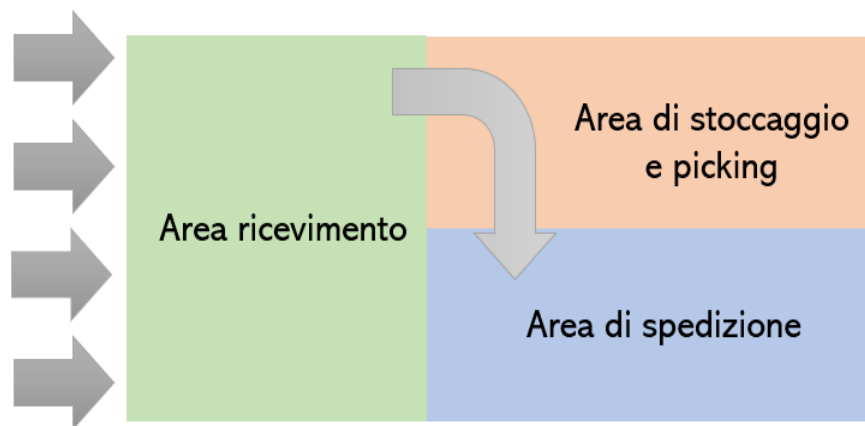 Area ricevimento
Area di stoccaggio
e picking
Area di spedizione